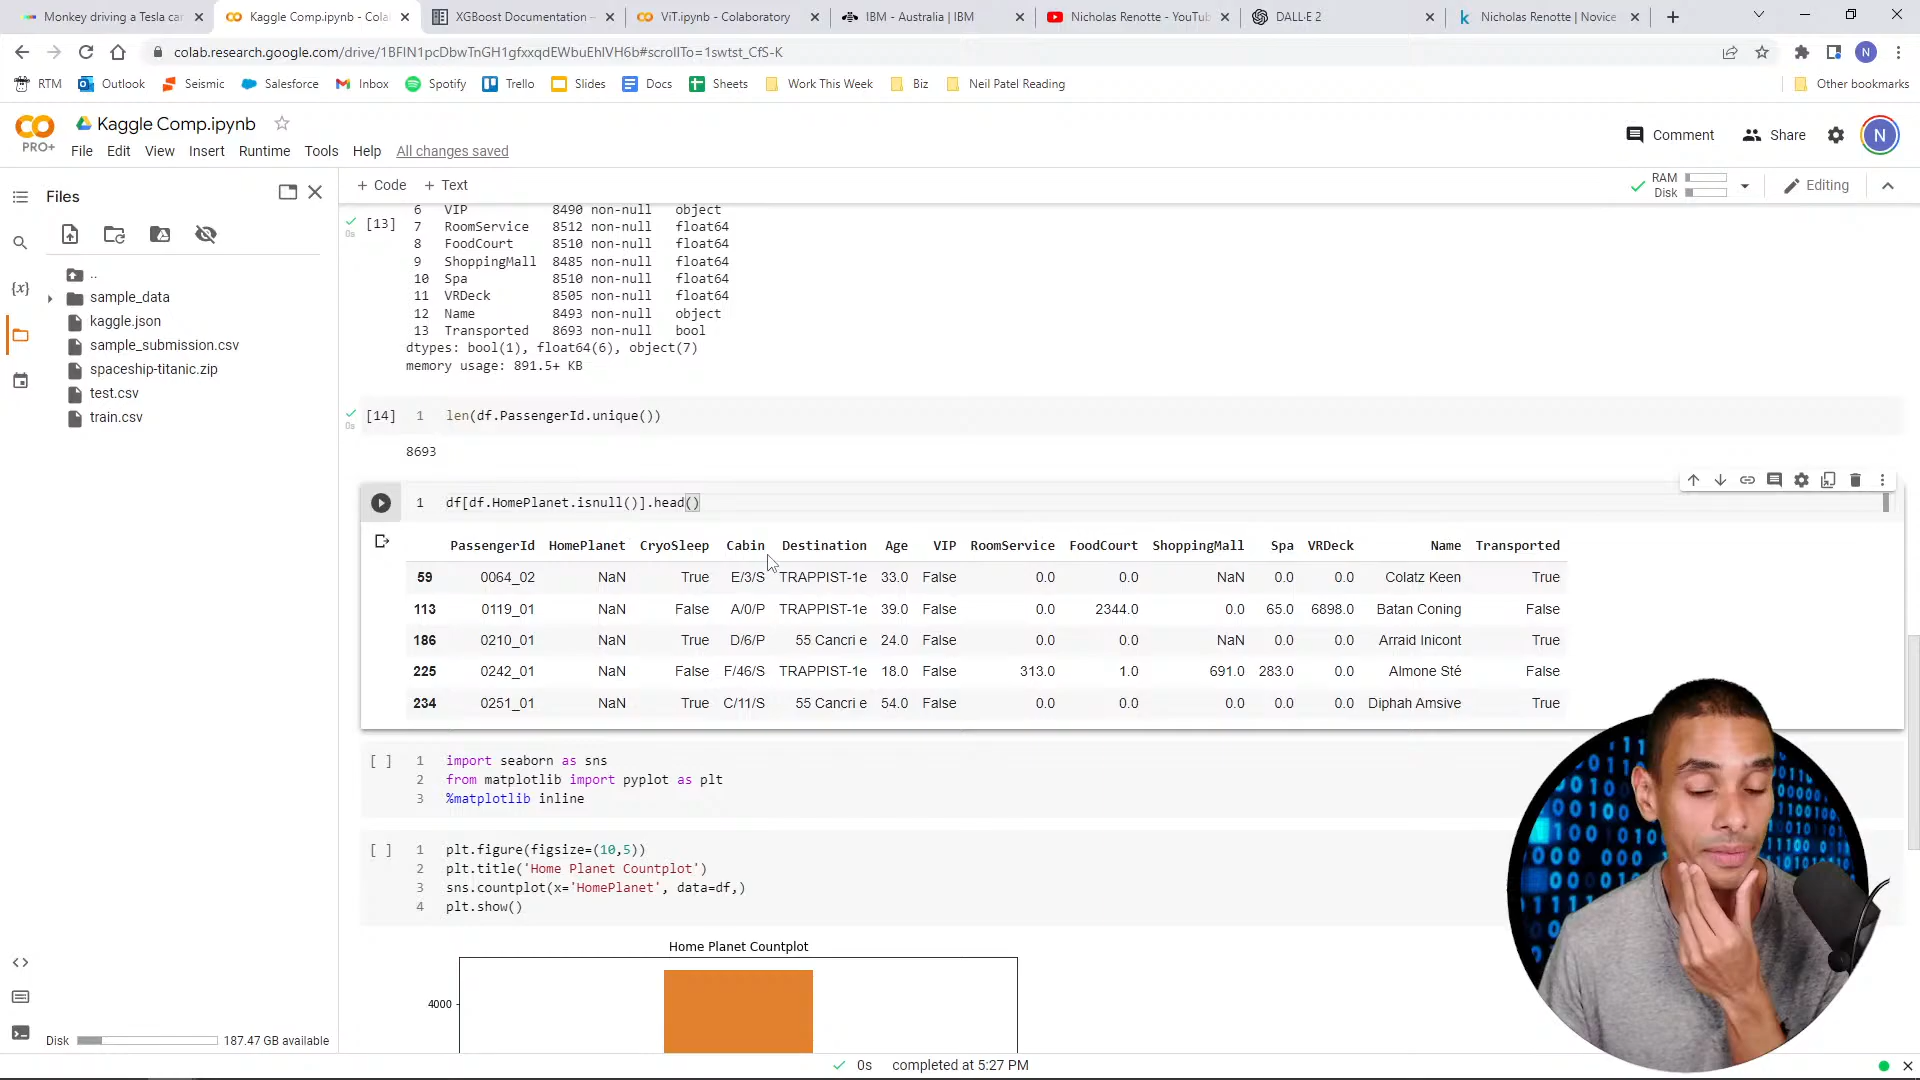 Monkey driving a Tesla car
Kaggle Comp.ipynb - Cola
XGBoost Documentation —
ViT.ipynb - Colaboratory
IBM - Australia | IBM
Nicholas Renotte - YouTub
DALL·E 2
Nicholas Renotte | Novice
colab.research.google.com/drive/1BFIN1pcDbwTnGH1gfxxqdEWbuEhlVH6b#scrollTo=1swtst_CfS-K
N
RTM Outlook Seismic Salesforce Inbox Spotify Trello Slides Docs Sheets Work This Week Biz Neil Patel Reading Other bookmarks
CO PRO+
Kaggle Comp.ipynb
Comment Share N
File Edit View Insert Runtime Tools Help All changes saved
Files
+ Code + Text
RAM
Disk
Editing
..
sample_data
kaggle.json
sample_submission.csv
spaceship-titanic.zip
test.csv
train.csv
{x}
[13]
0s
6 VIP 8490 non-null object
7 RoomService 8512 non-null float64
8 FoodCourt 8510 non-null float64
9 ShoppingMall 8485 non-null float64
10 Spa 8510 non-null float64
11 VRDeck 8505 non-null float64
12 Name 8493 non-null object
13 Transported 8693 non-null bool
dtypes: bool(1), float64(6), object(7)
memory usage: 891.5+ KB
[14] 1 len(df.PassengerId.unique())
0s
8693
1 df[df.HomePlanet.isnull()].head()
PassengerId HomePlanet CryoSleep Cabin Destination Age VIP RoomService FoodCourt ShoppingMall Spa VRDeck Name Transported
59 0064_02 NaN True E/3/S TRAPPIST-1e 33.0 False 0.0 0.0 NaN 0.0 0.0 Colatz Keen True
113 0119_01 NaN False A/0/P TRAPPIST-1e 39.0 False 0.0 2344.0 0.0 65.0 6898.0 Batan Coning False
186 0210_01 NaN True D/6/P 55 Cancri e 24.0 False 0.0 0.0 NaN 0.0 0.0 Arraid Inicont True
225 0242_01 NaN False F/46/S TRAPPIST-1e 18.0 False 313.0 1.0 691.0 283.0 0.0 Almone Sté False
234 0251_01 NaN True C/11/S 55 Cancri e 54.0 False 0.0 0.0 0.0 0.0 0.0 Diphah Amsive True
[ ] 1 import seaborn as sns
2 from matplotlib import pyplot as plt
3 %matplotlib inline
[ ] 1 plt.figure(figsize=(10,5))
2 plt.title('Home Planet Countplot')
3 sns.countplot(x='HomePlanet', data=df,)
4 plt.show()
Home Planet Countplot
4000
Disk 187.47 GB available
0s completed at 5:27 PM